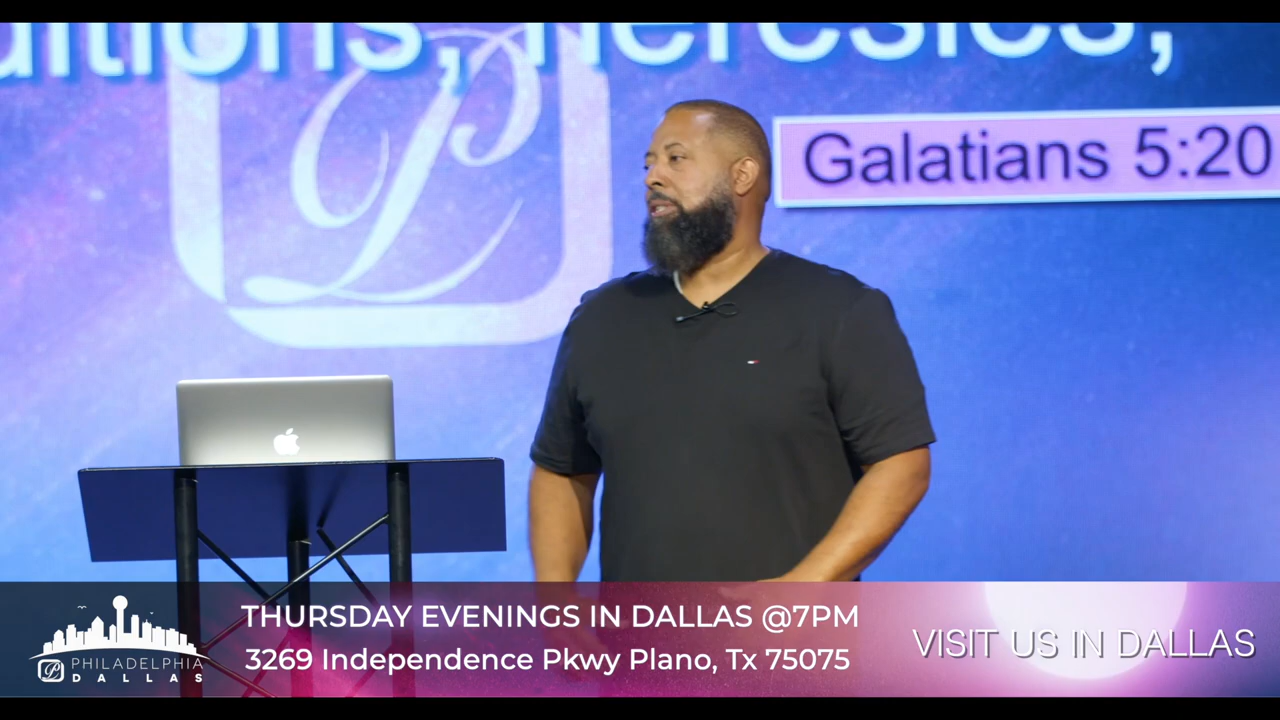 heresies,
Galatians 5:20
THURSDAY EVENINGS IN DALLAS @7PM
3269 Independence Pkwy Plano, Tx 75075
VISIT US IN DALLAS
PHILADELPHIA
DALLAS